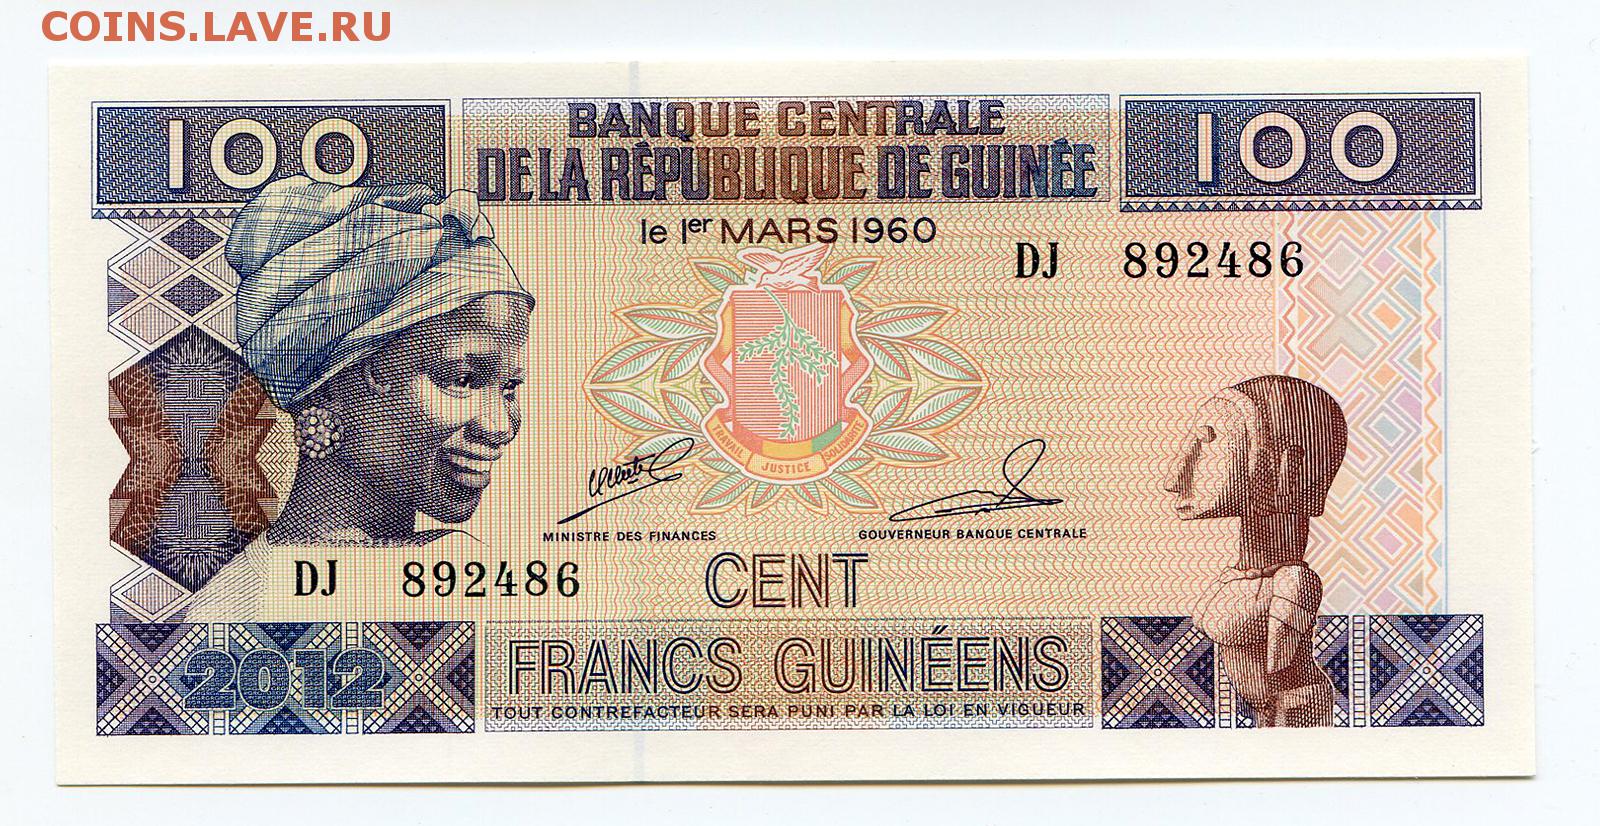 COINS.LAVE.RU
100
BANQUE CENTRALE
DE LA RÉPUBLIQUE DE GUINÉE
100
le 1er MARS 1960
DJ 892486
TRAVAIL JUSTICE SOLIDARITÉ
MINISTRE DES FINANCES
GOUVERNEUR BANQUE CENTRALE
DJ 892486
CENT
FRANCS GUINÉENS
2012
TOUT CONTREFACTEUR SERA PUNI PAR LA LOI EN VIGUEUR